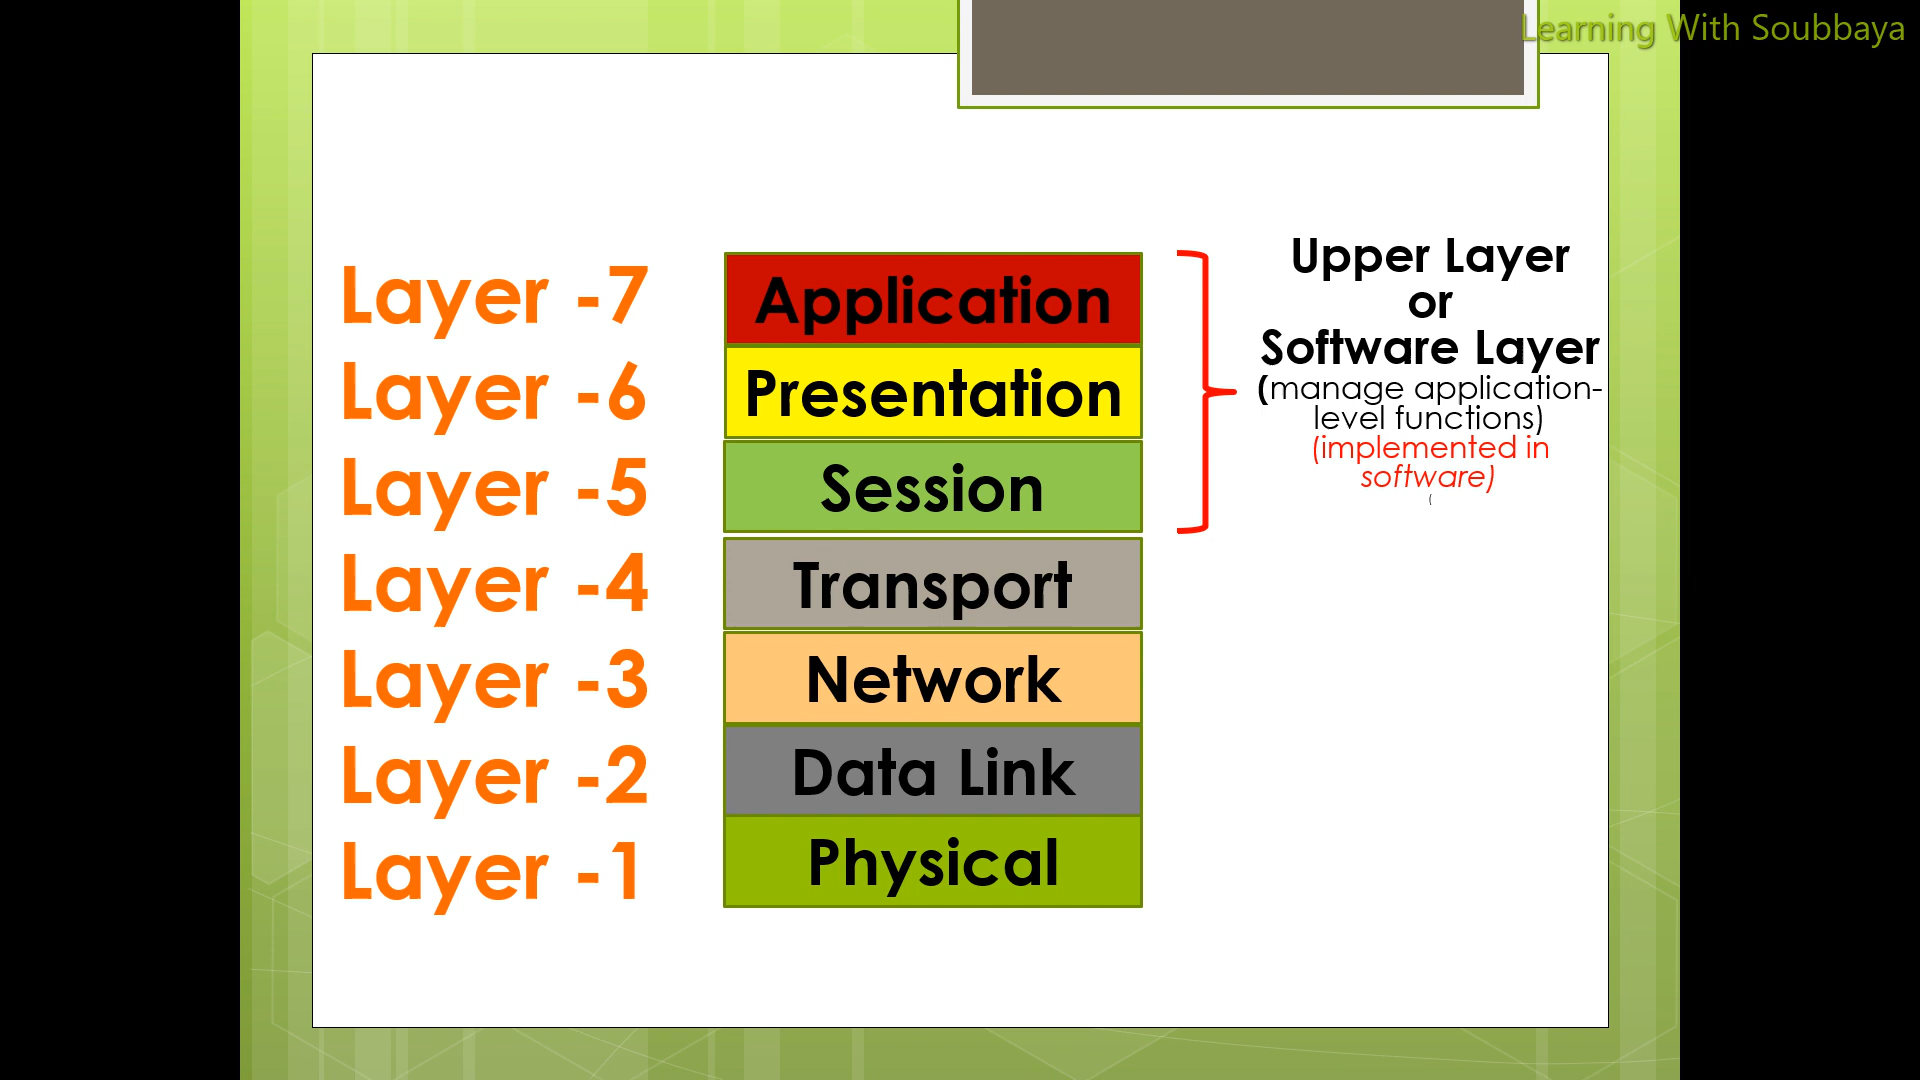 Learning With Soubbaya
Layer -7
Application
Layer -6
Presentation
Layer -5
Session
Layer -4
Transport
Layer -3
Network
Layer -2
Data Link
Layer -1
Physical
Upper Layer
or
Software Layer
(manage application-
level functions)
(implemented in
software)
(